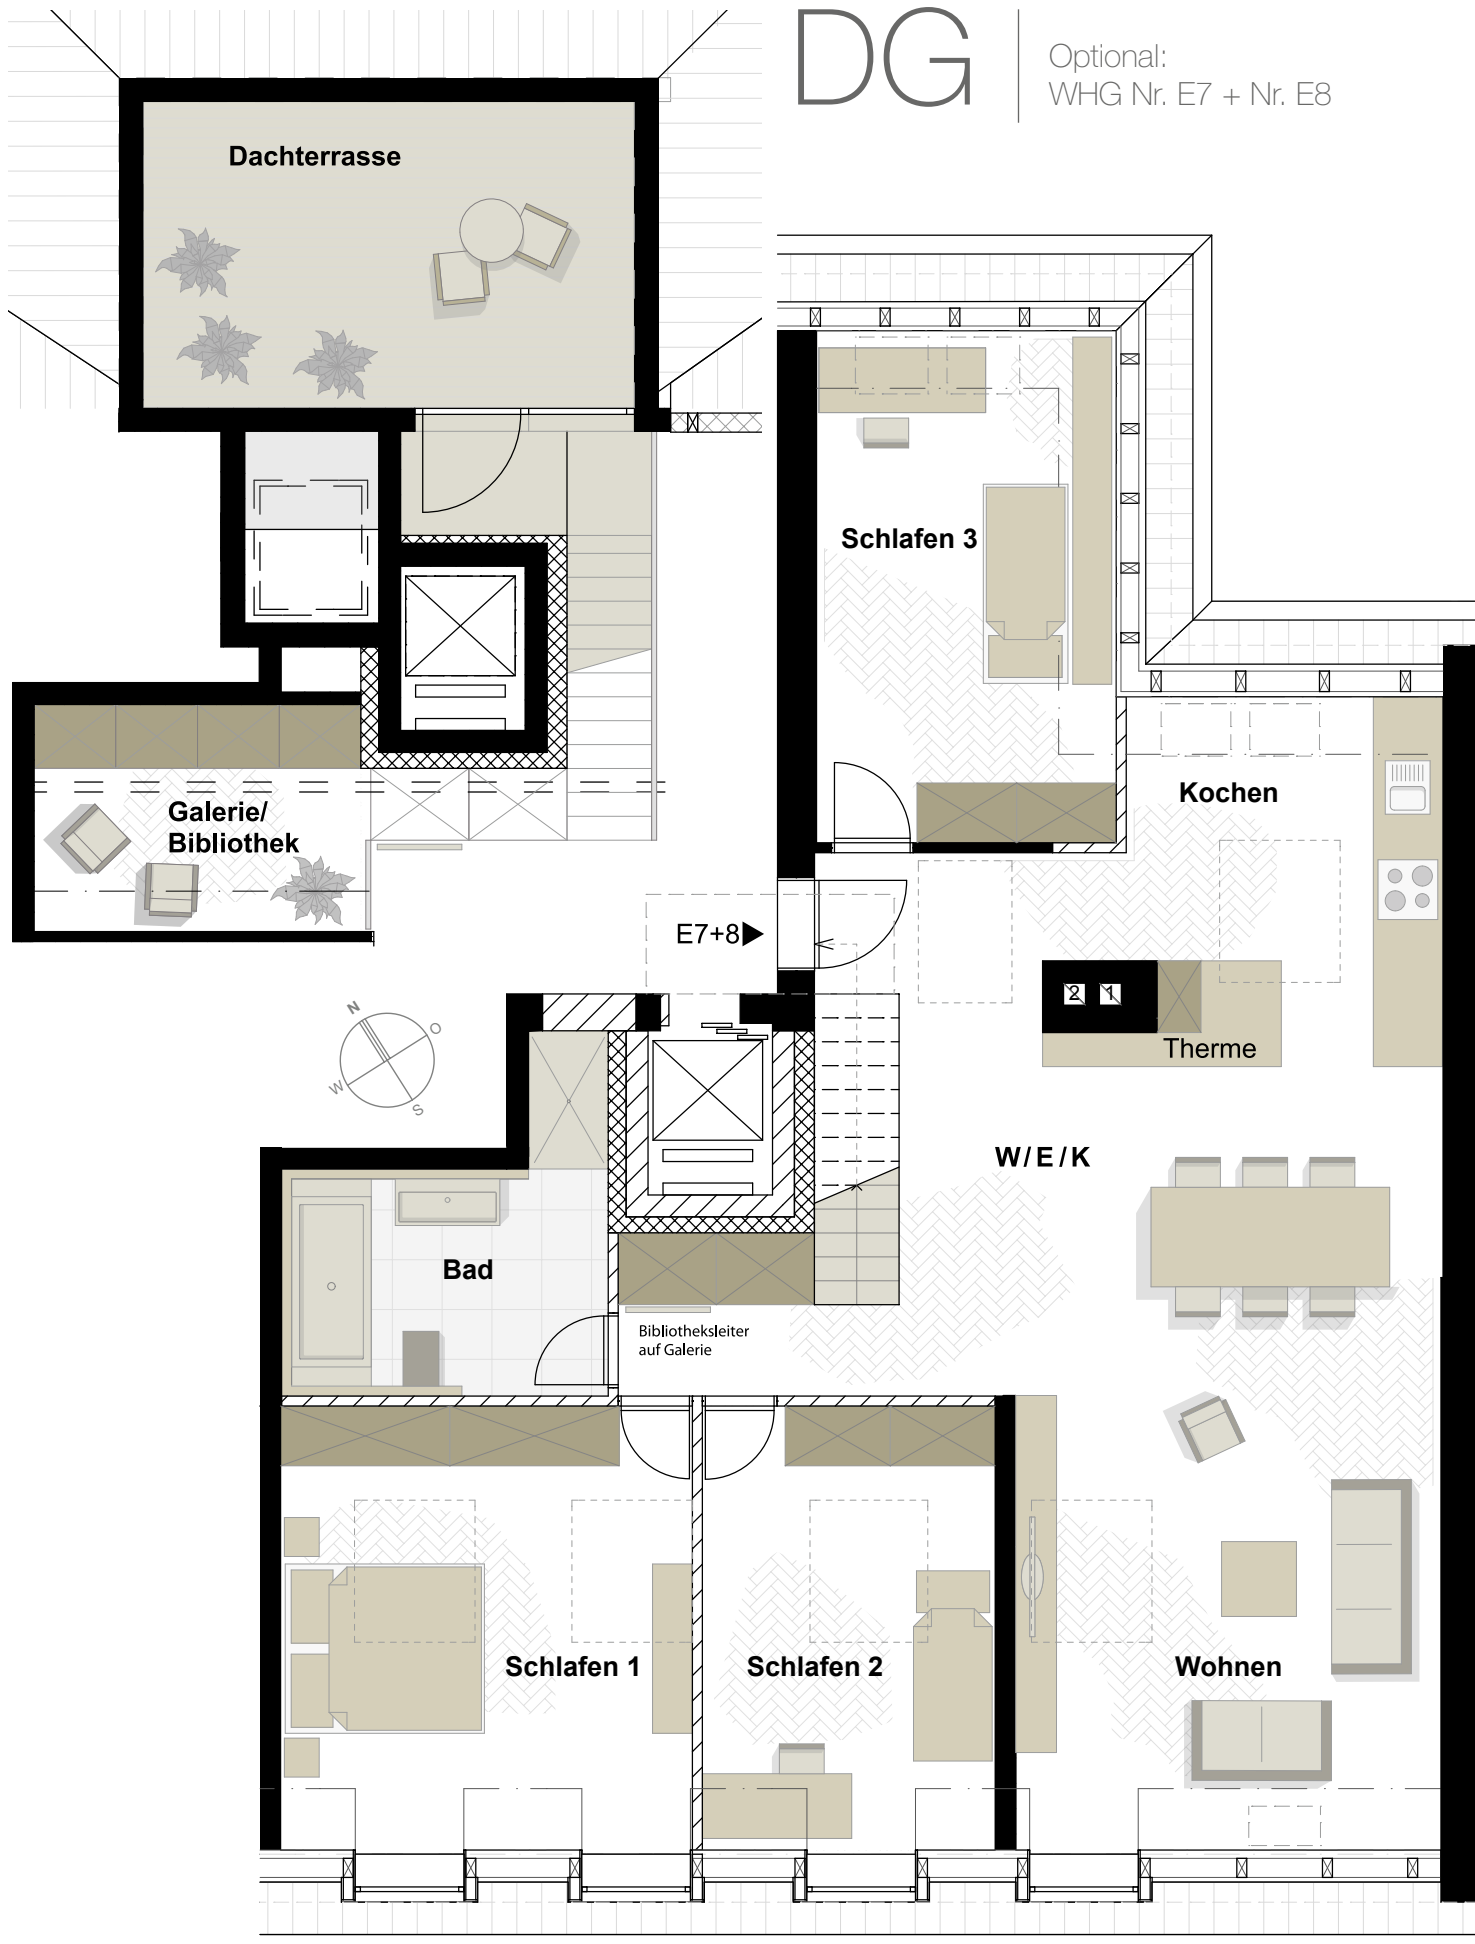 DG
Optional:
WHG Nr. E7 + Nr. E8
Dachterrasse
Schlafen 3
Kochen
Galerie/
Bibliothek
E7+8
2 1
Therme
N
O
W
S
W/E/K
Bad
Bibliotheksleiter
auf Galerie
Schlafen 1
Schlafen 2
Wohnen